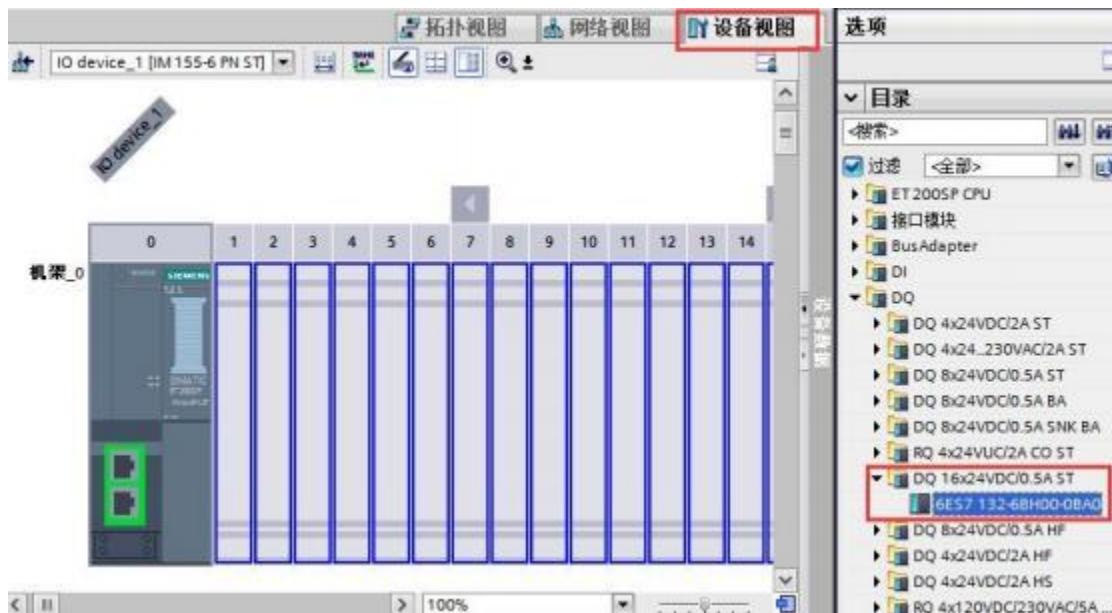 拓扑视图 网络视图 设备视图
选项
IO device_1 [IM 155-6 PN ST]
目录
IO device_1
<搜索>
过滤 <全部>
ET 200SP CPU
接口模块
BusAdapter
DI
DQ
DQ 4x24VDC/2A ST
DQ 4x24..230VAC/2A ST
DQ 8x24VDC/0.5A ST
DQ 8x24VDC/0.5A BA
DQ 8x24VDC/0.5A SNK BA
RQ 4x24VUC/2A CO ST
DQ 16x24VDC/0.5A ST
6ES7 132-6BH00-0BA0
DQ 8x24VDC/0.5A HF
DQ 4x24VDC/2A HF
DQ 4x24VDC/2A HS
RQ 4x120VDC/230VAC/5A
0 1 2 3 4 5 6 7 8 9 10 11 12 13 14
机架_0
SIEMENS
100%